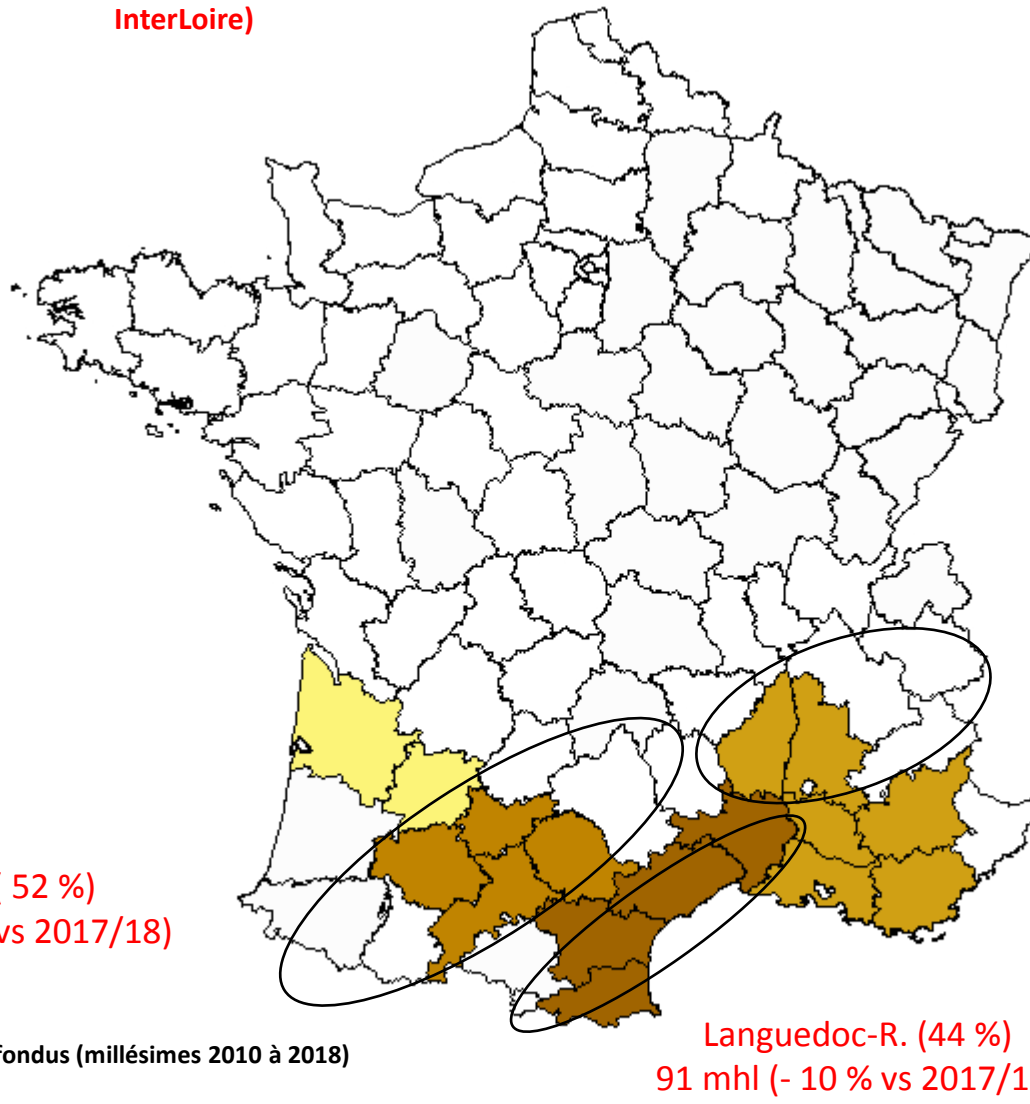 InterLoire)
( 52 %)
vs 2017/18)
fondus (millésimes 2010 à 2018)
Languedoc-R. (44 %)
91 mhl (- 10 % vs 2017/1